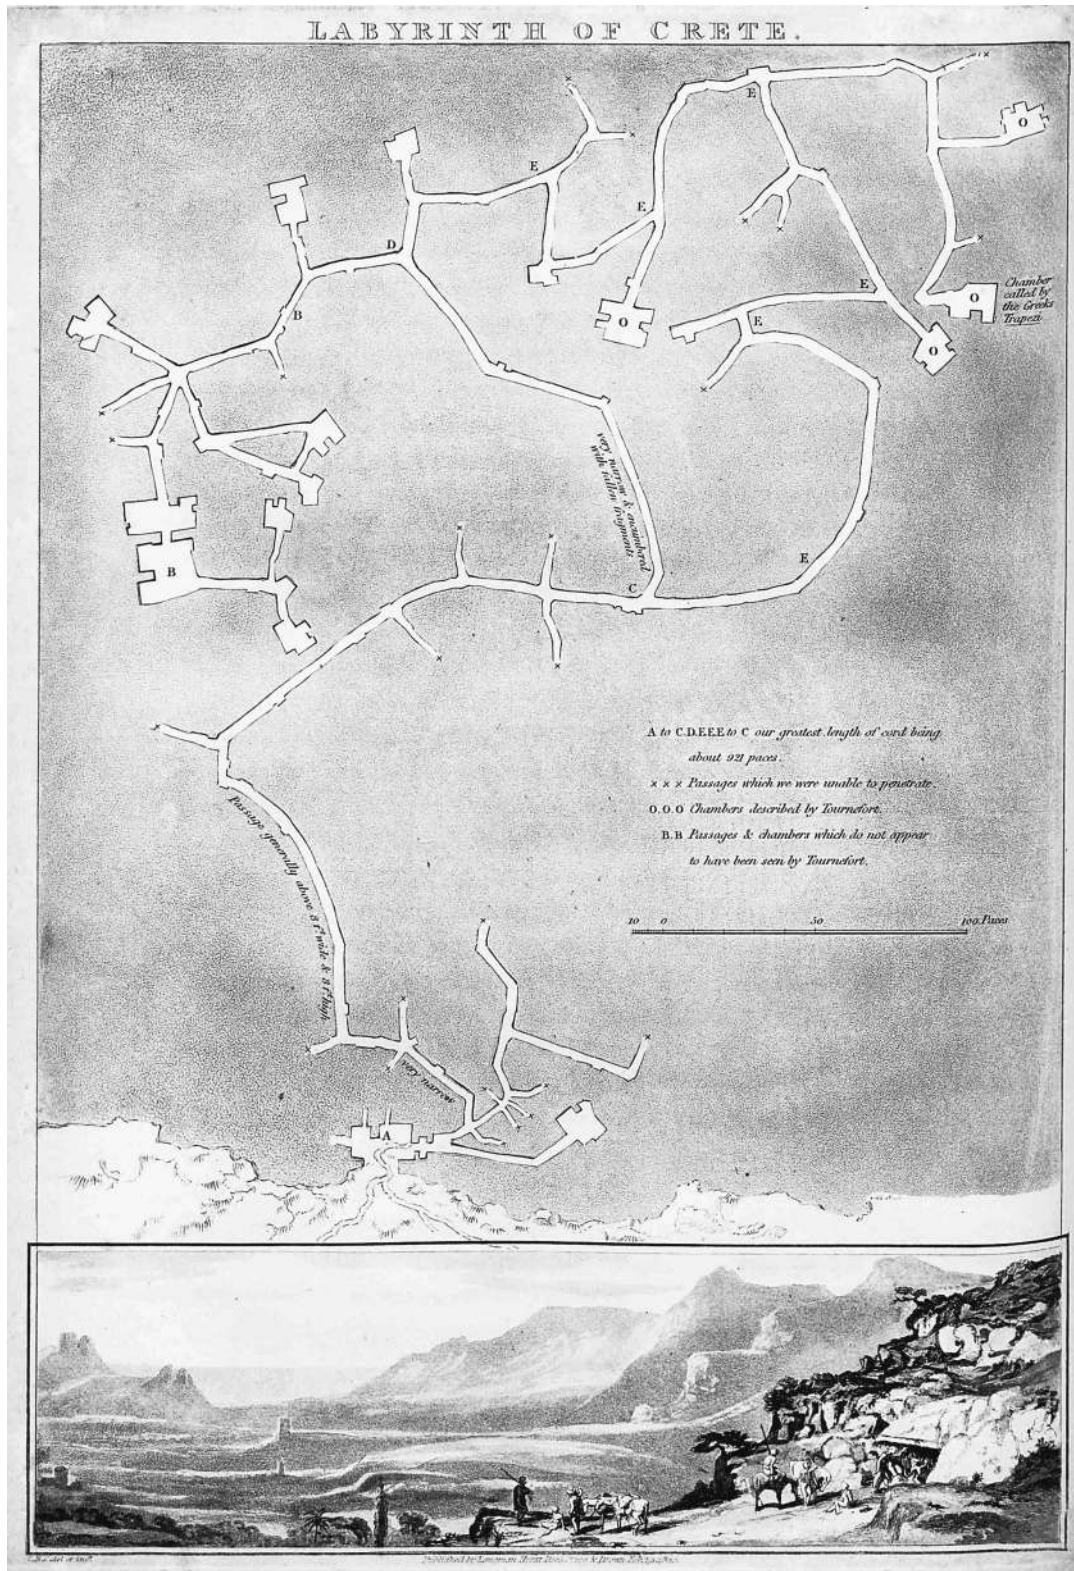 LABYRINTH OF CRETE.
E
O
E
D
E
Chamber
called by
the Greeks
Trapezi
O
E
B
O
E
O
very narrow & encumbered
with fallen fragments
B
E
C
A to C.D.E.E.E to C our greatest length of cord being
about 921 paces.
× × × Passages which we were unable to penetrate.
O.O.O Chambers described by Tournefort.
B.B Passages & chambers which do not appear
to have been seen by Tournefort.
Passage generally above 8 ft wide & 8 ft high
10 0 50 100 Paces
very narrow
A